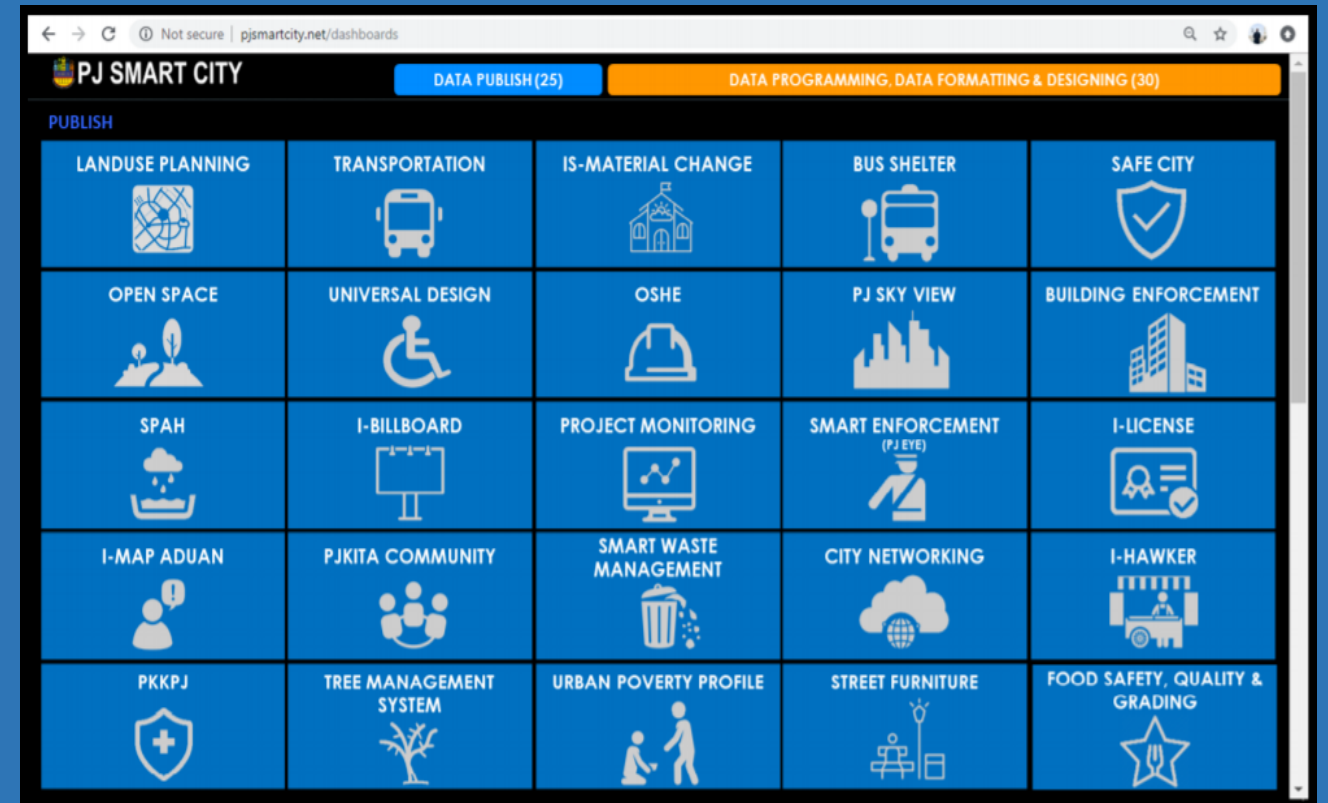 Not secure | pjsmartcity.net/dashboards
PJ SMART CITY
DATA PUBLISH (25)
DATA PROGRAMMING, DATA FORMATTING & DESIGNING (30)
PUBLISH
LANDUSE PLANNING
TRANSPORTATION
IS-MATERIAL CHANGE
BUS SHELTER
SAFE CITY
OPEN SPACE
UNIVERSAL DESIGN
OSHE
PJ SKY VIEW
BUILDING ENFORCEMENT
SPAH
I-BILLBOARD
PROJECT MONITORING
SMART ENFORCEMENT
(PJ EYE)
I-LICENSE
I-MAP ADUAN
PJKITA COMMUNITY
SMART WASTE
MANAGEMENT
CITY NETWORKING
I-HAWKER
PKKPJ
TREE MANAGEMENT
SYSTEM
URBAN POVERTY PROFILE
STREET FURNITURE
FOOD SAFETY, QUALITY &
GRADING